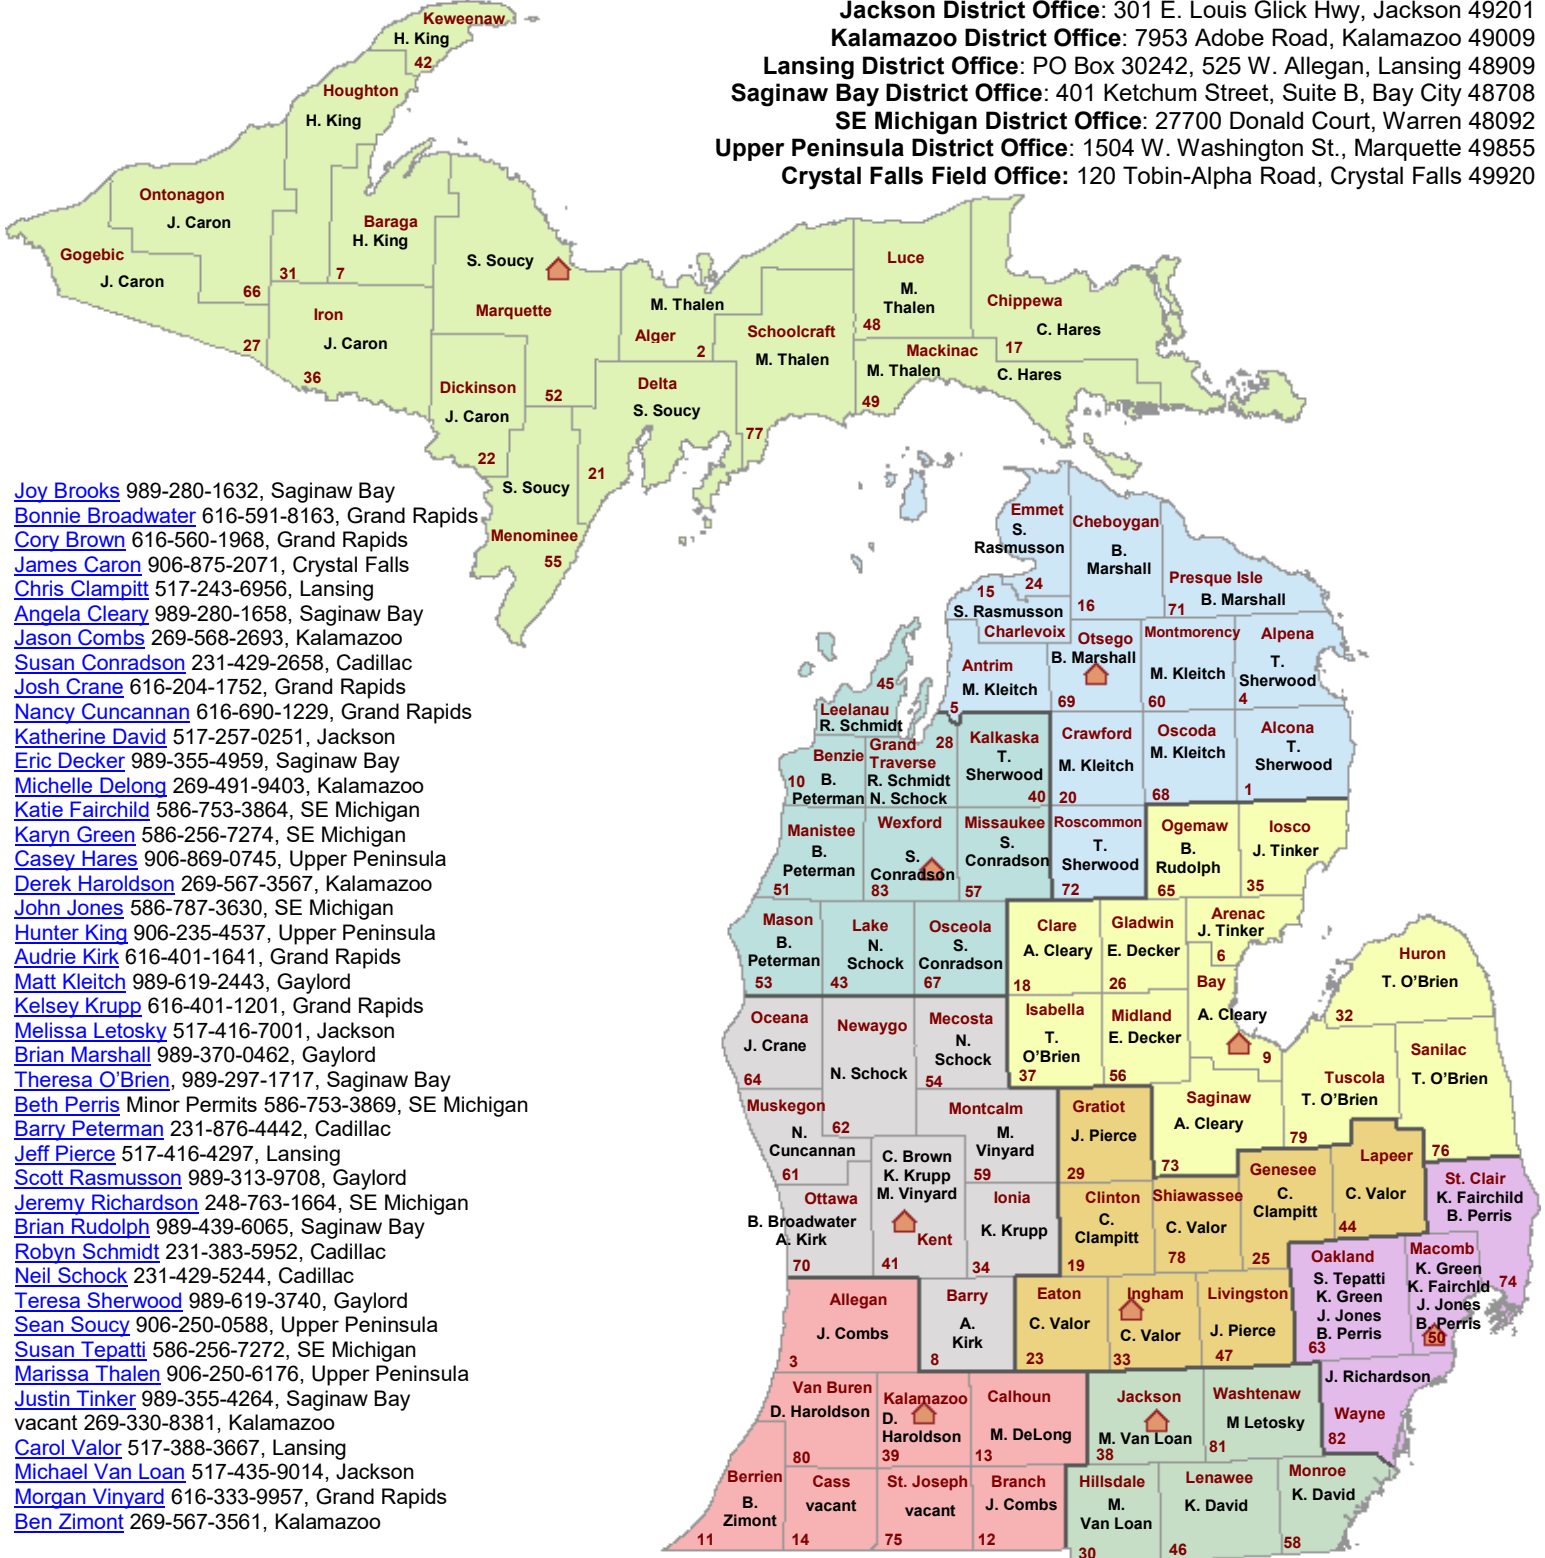 Jackson District Office: 301 E. Louis Glick Hwy, Jackson 49201
Kalamazoo District Office: 7953 Adobe Road, Kalamazoo 49009
Lansing District Office: PO Box 30242, 525 W. Allegan, Lansing 48909
Saginaw Bay District Office: 401 Ketchum Street, Suite B, Bay City 48708
SE Michigan District Office: 27700 Donald Court, Warren 48092
Upper Peninsula District Office: 1504 W. Washington St., Marquette 49855
Crystal Falls Field Office: 120 Tobin-Alpha Road, Crystal Falls 49920
Keweenaw
H. King
42
Houghton
H. King
31
Ontonagon
J. Caron
66
Gogebic
J. Caron
27
Baraga
H. King
7
Iron
J. Caron
36
S. Soucy
Marquette
52
Dickinson
J. Caron
22
M. Thalen
Alger
2
Delta
S. Soucy
21
S. Soucy
Menominee
55
Schoolcraft
M. Thalen
77
Luce
M.
Thalen
48
Mackinac
M. Thalen
C. Hares
49
Chippewa
C. Hares
17
Joy Brooks 989-280-1632, Saginaw Bay
Bonnie Broadwater 616-591-8163, Grand Rapids
Cory Brown 616-560-1968, Grand Rapids
James Caron 906-875-2071, Crystal Falls
Chris Clampitt 517-243-6956, Lansing
Angela Cleary 989-280-1658, Saginaw Bay
Jason Combs 269-568-2693, Kalamazoo
Susan Conradson 231-429-2658, Cadillac
Josh Crane 616-204-1752, Grand Rapids
Nancy Cuncannan 616-690-1229, Grand Rapids
Katherine David 517-257-0251, Jackson
Eric Decker 989-355-4959, Saginaw Bay
Michelle Delong 269-491-9403, Kalamazoo
Katie Fairchild 586-753-3864, SE Michigan
Karyn Green 586-256-7274, SE Michigan
Casey Hares 906-869-0745, Upper Peninsula
Derek Haroldson 269-567-3567, Kalamazoo
John Jones 586-787-3630, SE Michigan
Hunter King 906-235-4537, Upper Peninsula
Audrie Kirk 616-401-1641, Grand Rapids
Matt Kleitch 989-619-2443, Gaylord
Kelsey Krupp 616-401-1201, Grand Rapids
Melissa Letosky 517-416-7001, Jackson
Brian Marshall 989-370-0462, Gaylord
Theresa O'Brien, 989-297-1717, Saginaw Bay
Beth Perris Minor Permits 586-753-3869, SE Michigan
Barry Peterman 231-876-4442, Cadillac
Jeff Pierce 517-416-4297, Lansing
Scott Rasmusson 989-313-9708, Gaylord
Jeremy Richardson 248-763-1664, SE Michigan
Brian Rudolph 989-439-6065, Saginaw Bay
Robyn Schmidt 231-383-5952, Cadillac
Neil Schock 231-429-5244, Cadillac
Teresa Sherwood 989-619-3740, Gaylord
Sean Soucy 906-250-0588, Upper Peninsula
Susan Tepatti 586-256-7272, SE Michigan
Marissa Thalen 906-250-6176, Upper Peninsula
Justin Tinker 989-355-4264, Saginaw Bay
vacant 269-330-8381, Kalamazoo
Carol Valor 517-388-3667, Lansing
Michael Van Loan 517-435-9014, Jackson
Morgan Vinyard 616-333-9957, Grand Rapids
Ben Zimont 269-567-3561, Kalamazoo
Emmet
S.
Rasmusson
24
Cheboygan
B.
Marshall
16
Presque Isle
B. Marshall
71
15
S. Rasmusson
Charlevoix
Antrim
M. Kleitch
5
Otsego
B. Marshall
69
Montmorency
M. Kleitch
60
Alpena
T.
Sherwood
4
45
Leelanau
R. Schmidt
Benzie
10
B.
Peterman
Grand
Traverse
28
R. Schmidt
N. Schock
Kalkaska
T.
Sherwood
40
Crawford
M. Kleitch
20
Oscoda
M. Kleitch
68
Alcona
T.
Sherwood
1
Manistee
B.
Peterman
51
Wexford
S.
Conradson
83
Missaukee
S.
Conradson
57
Roscommon
T.
Sherwood
72
Ogemaw
B.
Rudolph
65
Iosco
J. Tinker
35
Mason
B.
Peterman
53
Lake
N.
Schock
43
Osceola
S.
Conradson
67
Clare
A. Cleary
18
Gladwin
E. Decker
26
Arenac
J. Tinker
6
Bay
A. Cleary
9
Huron
T. O'Brien
32
Oceana
J. Crane
64
Newaygo
N. Schock
62
Mecosta
N.
Schock
54
Isabella
T.
O'Brien
37
Midland
E. Decker
56
Tuscola
T. O'Brien
79
Sanilac
T. O'Brien
76
Muskegon
N.
Cuncannan
61
Montcalm
M.
Vinyard
59
Gratiot
J. Pierce
29
Saginaw
A. Cleary
73
C. Brown
K. Krupp
M. Vinyard
Kent
41
Ottawa
B. Broadwater
A. Kirk
70
Ionia
K. Krupp
34
Clinton
C.
Clampitt
19
Shiawassee
C. Valor
78
Genesee
C.
Clampitt
25
Lapeer
C. Valor
44
St. Clair
K. Fairchild
B. Perris
74
Allegan
J. Combs
3
Barry
A.
Kirk
8
Eaton
C. Valor
23
Ingham
C. Valor
33
Livingston
J. Pierce
47
Oakland
S. Tepatti
K. Green
J. Jones
B. Perris
63
Macomb
K. Green
K. Fairchld
J. Jones
B. Perris
50
Van Buren
D. Haroldson
80
Kalamazoo
D.
Haroldson
39
Calhoun
M. DeLong
13
Jackson
M. Van Loan
38
Washtenaw
M Letosky
81
J. Richardson
Wayne
82
Berrien
B.
Zimont
11
Cass
vacant
14
St. Joseph
vacant
75
Branch
J. Combs
12
Hillsdale
M.
Van Loan
30
Lenawee
K. David
46
Monroe
K. David
58